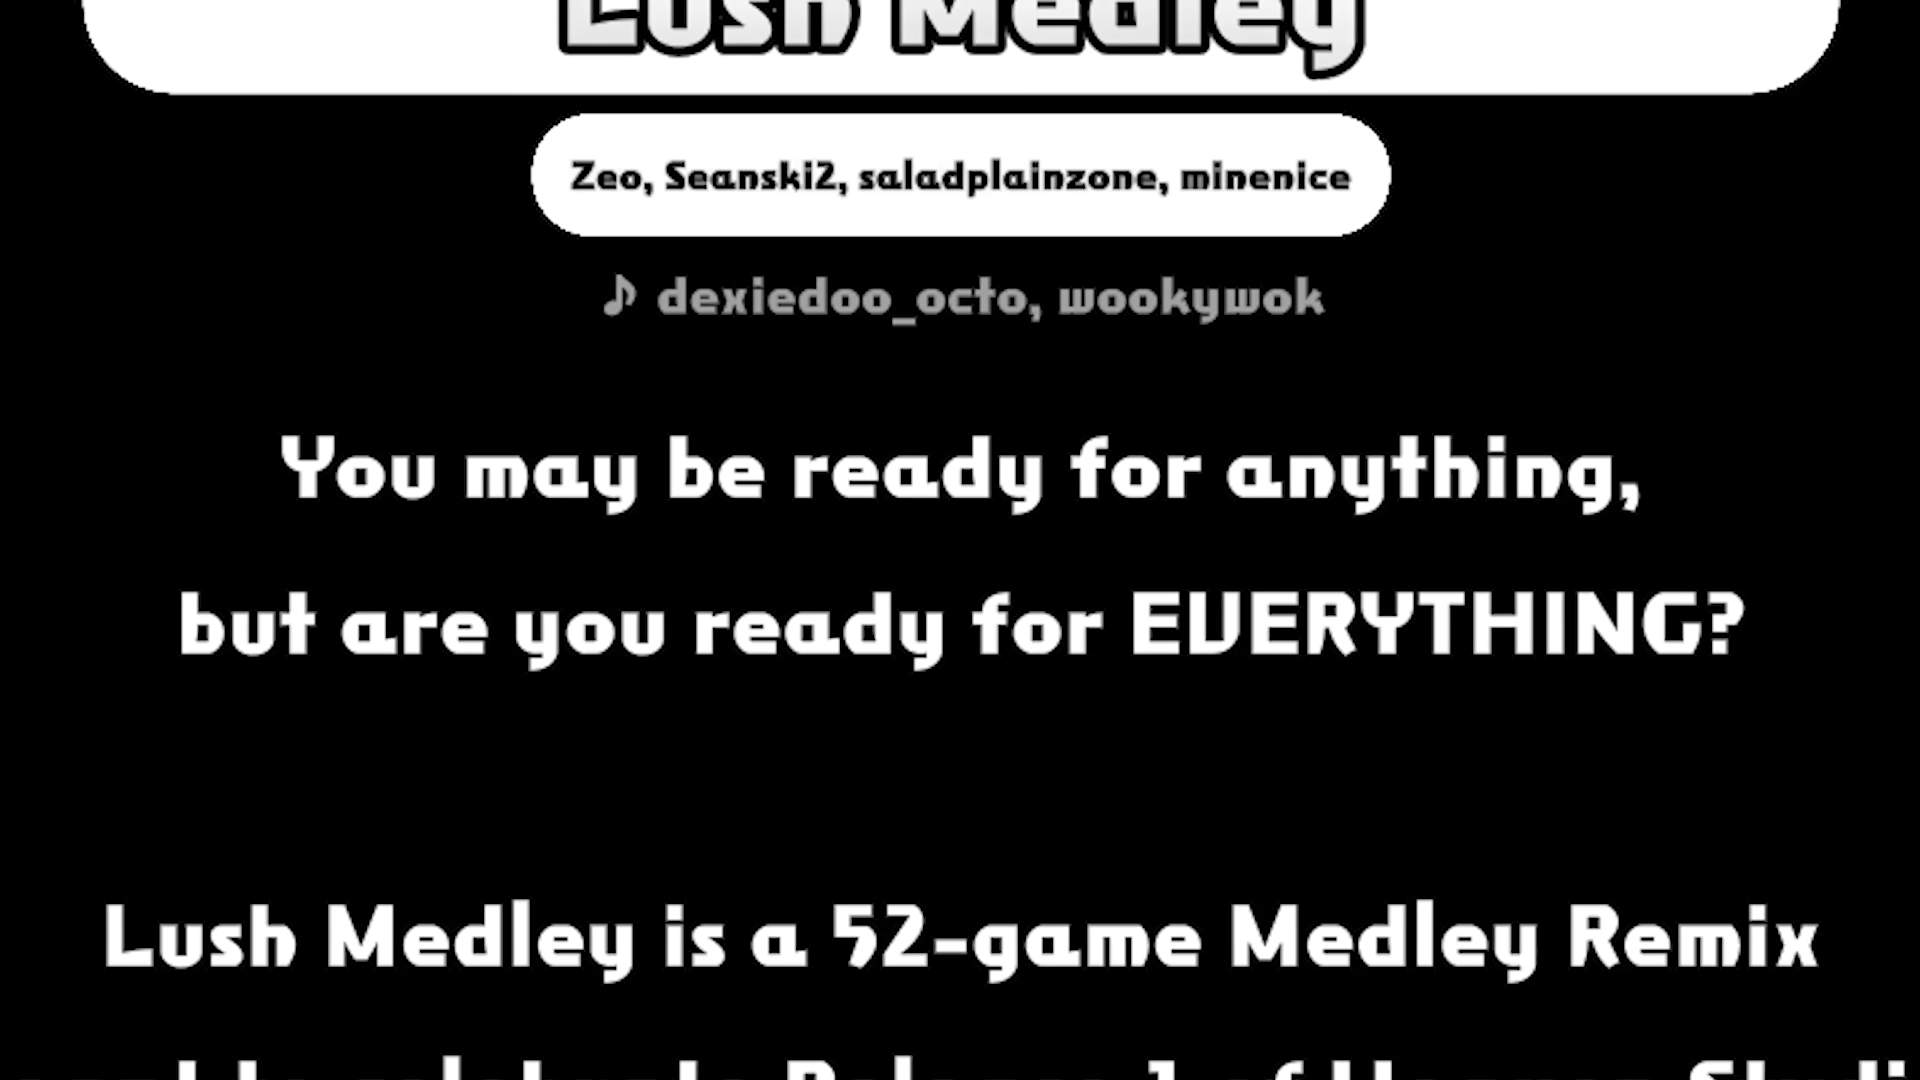 Lush Medley
Zeo, Seanski2, saladplainzone, minenice
♪ dexiedoo_octo, wookywok
You may be ready for anything,
but are you ready for EVERYTHING?
Lush Medley is a 52-game Medley Remix